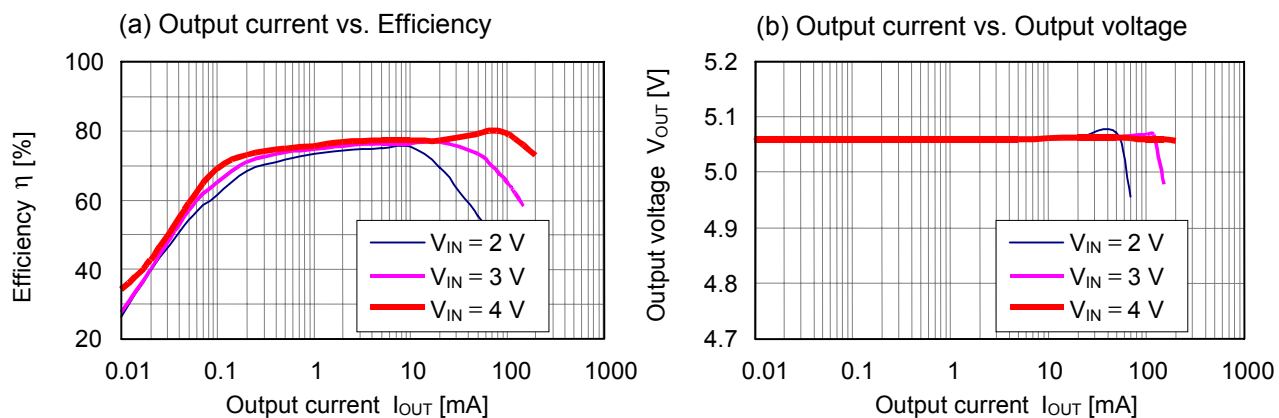 (a) Output current vs. Efficiency
Efficiency η [%]
100
80
60
40
20
0.01 0.1 1 10 100 1000
Output current IOUT [mA]
VIN = 2 V
VIN = 3 V
VIN = 4 V
(b) Output current vs. Output voltage
Output voltage VOUT [V]
5.2
5.1
5.0
4.9
4.8
4.7
0.01 0.1 1 10 100 1000
Output current IOUT [mA]
VIN = 2 V
VIN = 3 V
VIN = 4 V